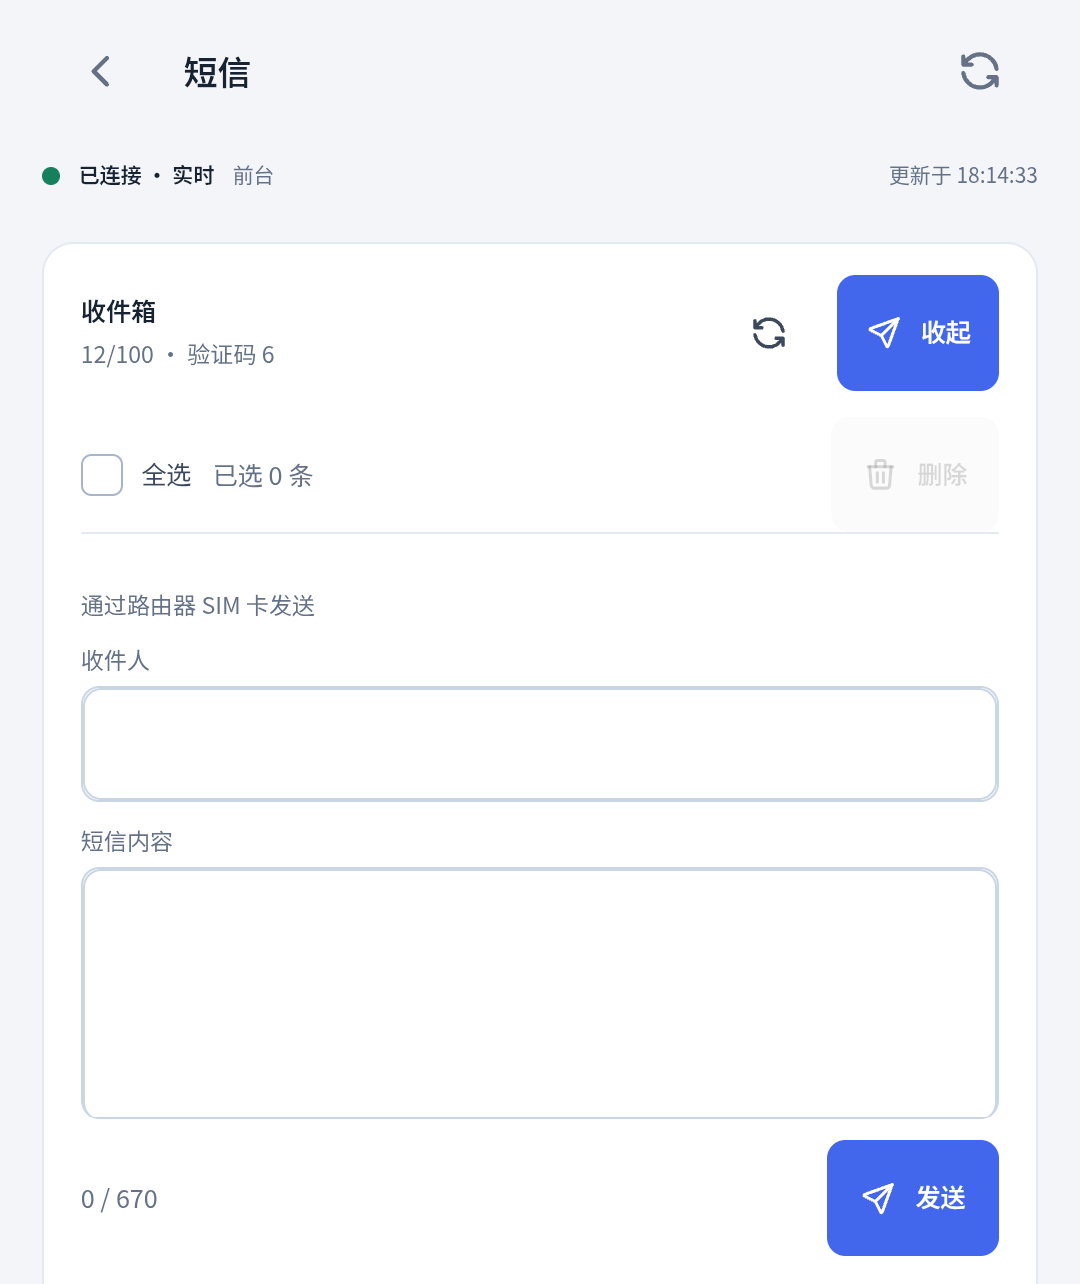 短信
已连接 · 实时 前台 更新于 18:14:33
收件箱
12/100 · 验证码 6
收起
全选 已选 0 条 删除
通过路由器 SIM 卡发送
收件人
短信内容
0 / 670 发送